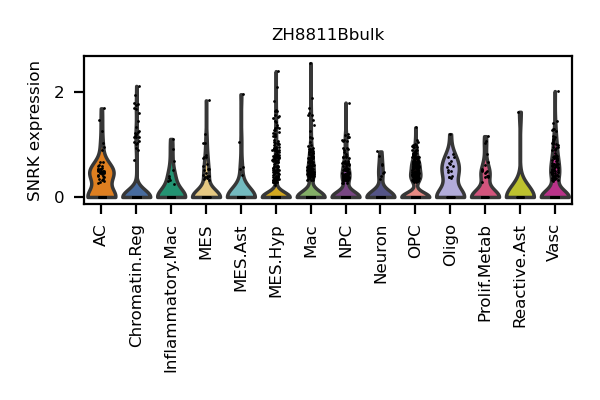 ZH8811Bbulk
SNRK expression
2
0
AC
Chromatin.Reg
Inflammatory.Mac
MES
MES.Ast
MES.Hyp
Mac
NPC
Neuron
OPC
Oligo
Prolif.Metab
Reactive.Ast
Vasc